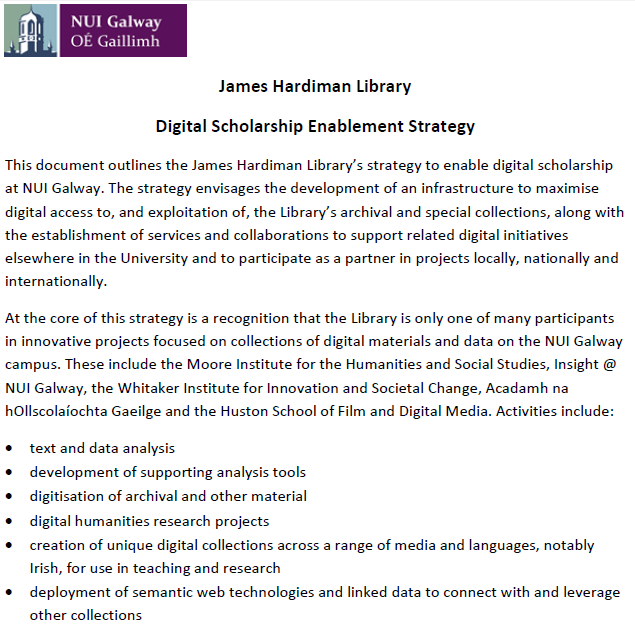 NUI Galway
OÉ Gaillimh
James Hardiman Library
Digital Scholarship Enablement Strategy
This document outlines the James Hardiman Library's strategy to enable digital scholarship
at NUI Galway. The strategy envisages the development of an infrastructure to maximise
digital access to, and exploitation of, the Library's archival and special collections, along with
the establishment of services and collaborations to support related digital initiatives
elsewhere in the University and to participate as a partner in projects locally, nationally and
internationally.
At the core of this strategy is a recognition that the Library is only one of many participants
in innovative projects focused on collections of digital materials and data on the NUI Galway
campus. These include the Moore Institute for the Humanities and Social Studies, Insight @
NUI Galway, the Whitaker Institute for Innovation and Societal Change, Acadamh na
hOllscolaíochta Gaeilge and the Huston School of Film and Digital Media. Activities include:
• text and data analysis
• development of supporting analysis tools
• digitisation of archival and other material
• digital humanities research projects
• creation of unique digital collections across a range of media and languages, notably
Irish, for use in teaching and research
• deployment of semantic web technologies and linked data to connect with and leverage
other collections